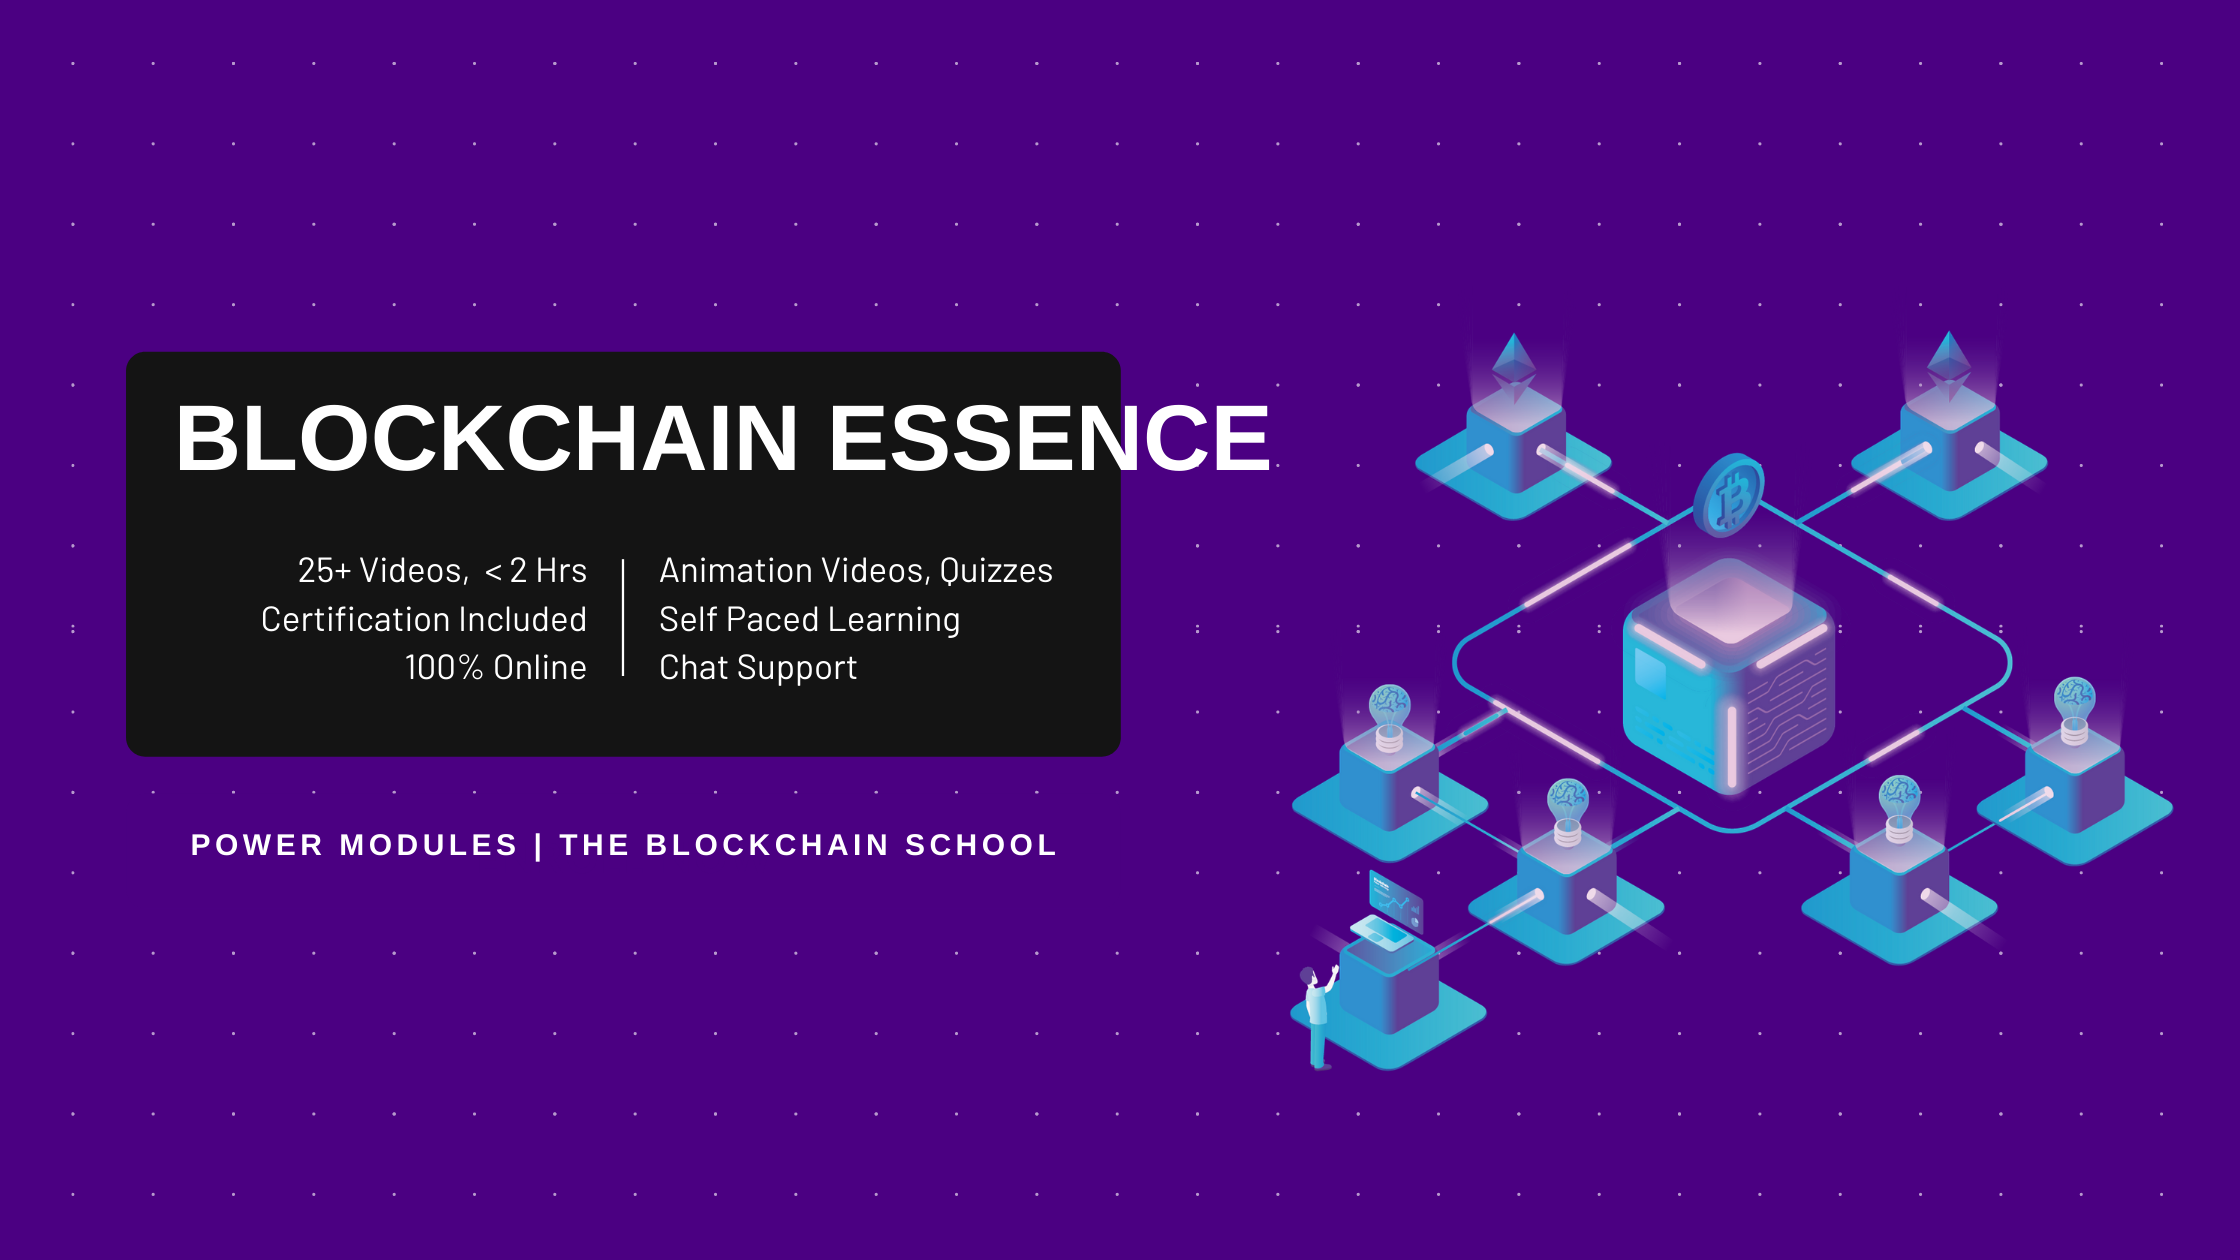 BLOCKCHAIN ESSENCE
25+ Videos, < 2 Hrs
Certification Included
100% Online
Animation Videos, Quizzes
Self Paced Learning
Chat Support
POWER MODULES | THE BLOCKCHAIN SCHOOL